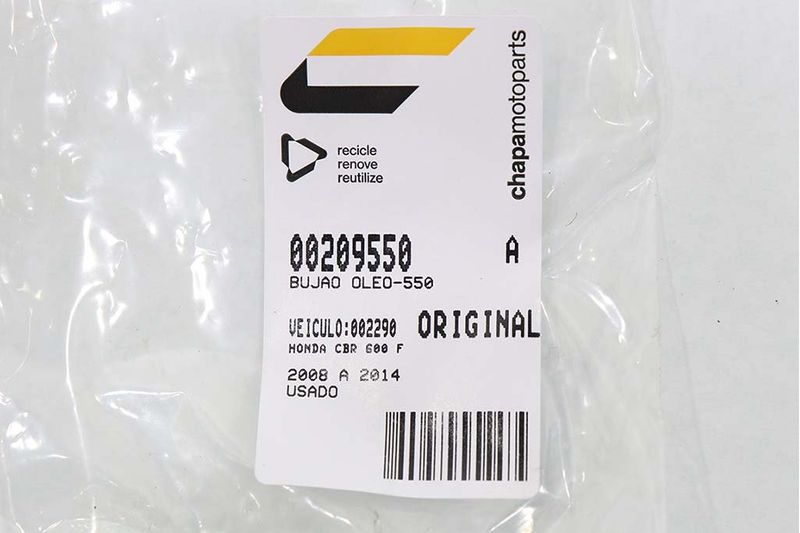 chapamotoparts
recicle
renove
reutilize
00209550 A
BUJAO OLEO-550
VEICULO:002290 ORIGINAL
HONDA CBR 600 F
2008 A 2014
USADO